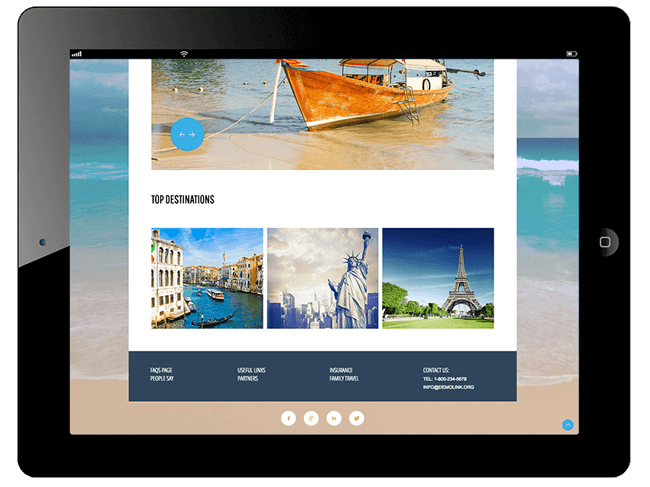 TOP DESTINATIONS
FAQS PAGE
PEOPLE SAY
USEFUL LINKS
PARTNERS
INSURANCE
FAMILY TRAVEL
CONTACT US:
TEL: 1-800-234-5678
INFO@DEMOLINK.ORG